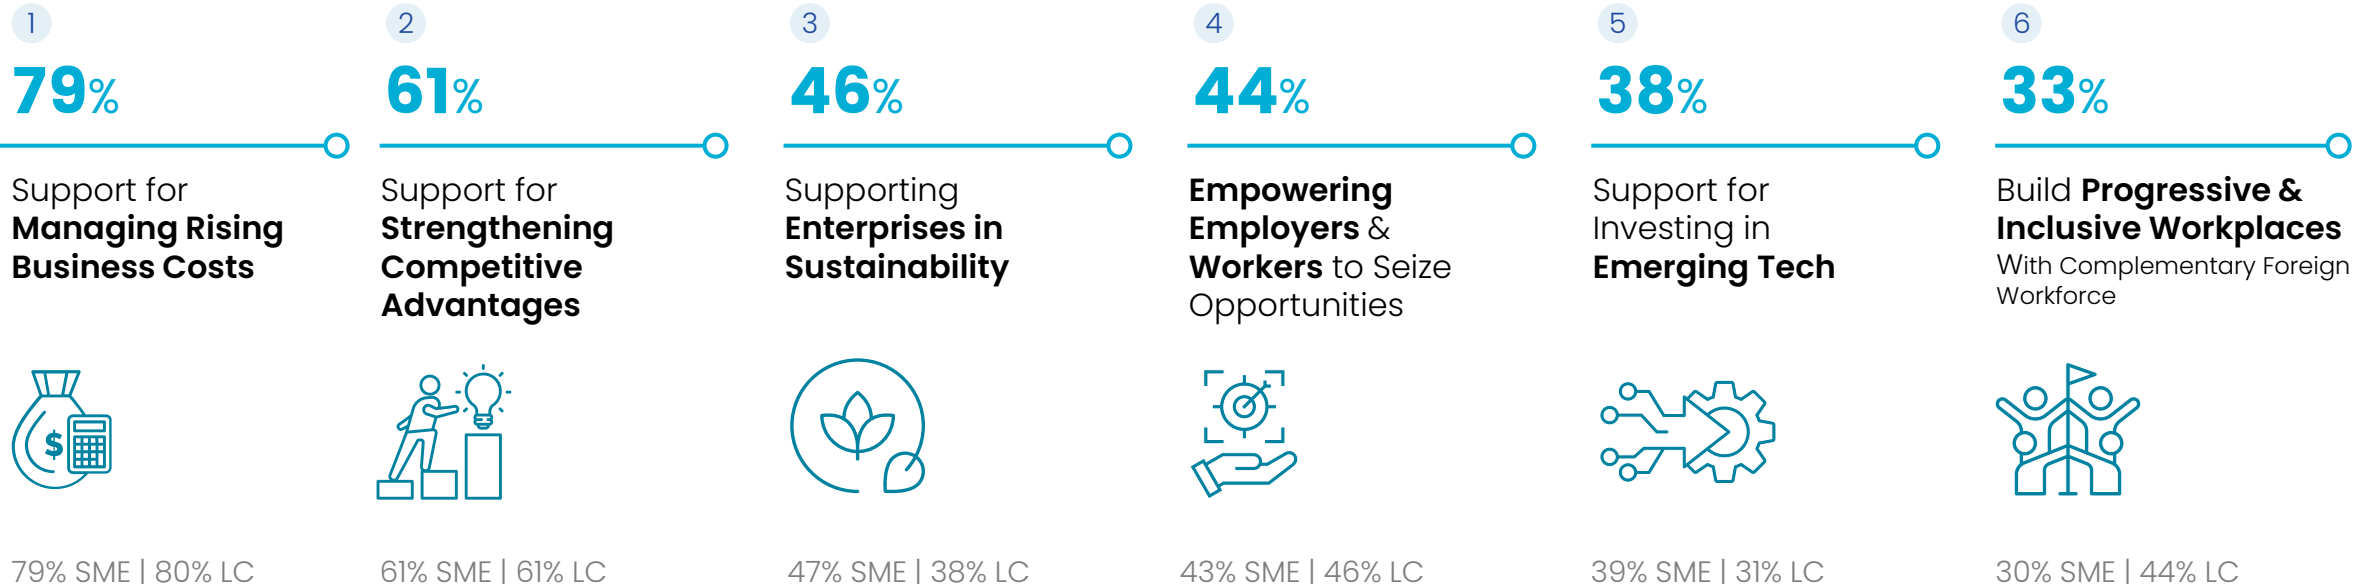 1
79%
Support for
Managing Rising
Business Costs
$
79% SME | 80% LC
2
61%
Support for
Strengthening
Competitive
Advantages
61% SME | 61% LC
3
46%
Supporting
Enterprises in
Sustainability
47% SME | 38% LC
4
44%
Empowering
Employers &
Workers to Seize
Opportunities
43% SME | 46% LC
5
38%
Support for
Investing in
Emerging Tech
39% SME | 31% LC
6
33%
Build Progressive &
Inclusive Workplaces
With Complementary Foreign
Workforce
30% SME | 44% LC